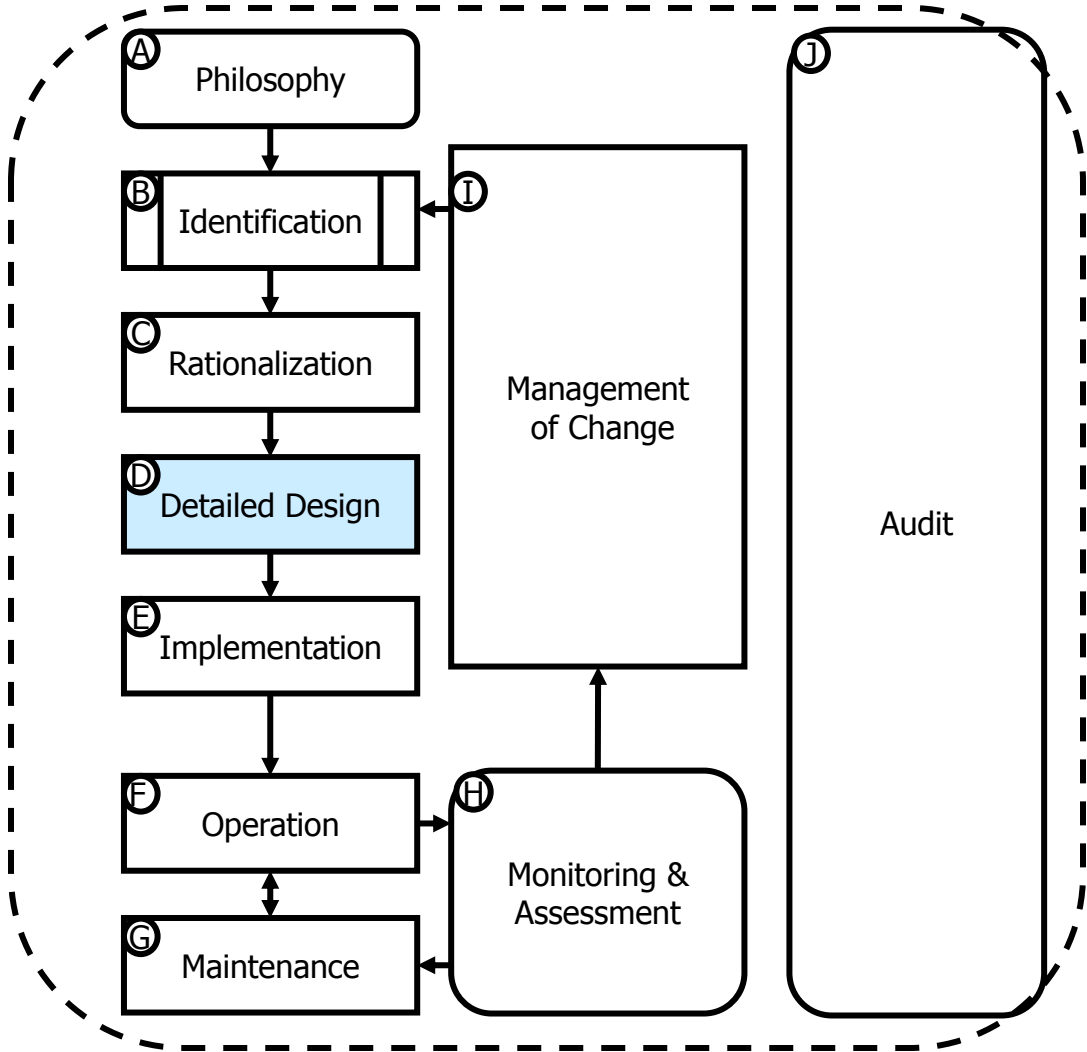 A
Philosophy
J
B
Identification
I
C
Rationalization
Management
of Change
D
Detailed Design
Audit
E
Implementation
F
Operation
H
Monitoring &
Assessment
G
Maintenance